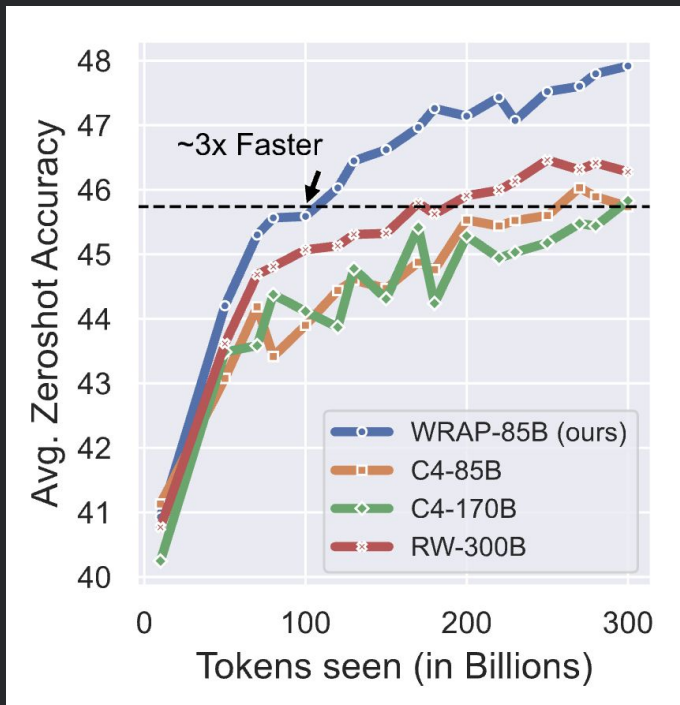 48
47
46
45
44
43
42
41
40
Avg. Zeroshot Accuracy
~3x Faster
WRAP-85B (ours)
C4-85B
C4-170B
RW-300B
0 100 200 300
Tokens seen (in Billions)